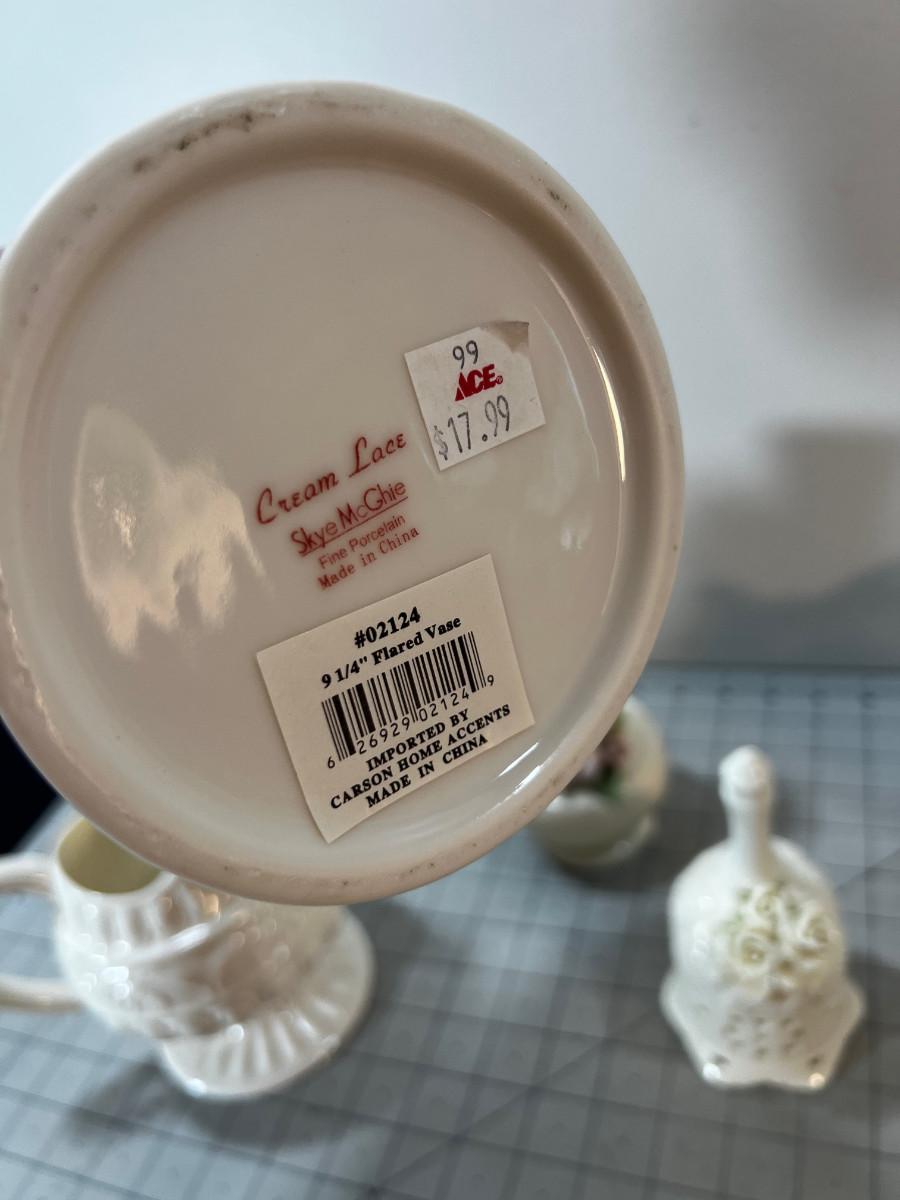 99
ACE®
$17.99
Cream Lace
Skye McGhie
Fine Porcelain
Made in China
#02124
9 1/4" Flared Vase
6 26929 02124 9
IMPORTED BY
CARSON HOME ACCENTS
MADE IN CHINA